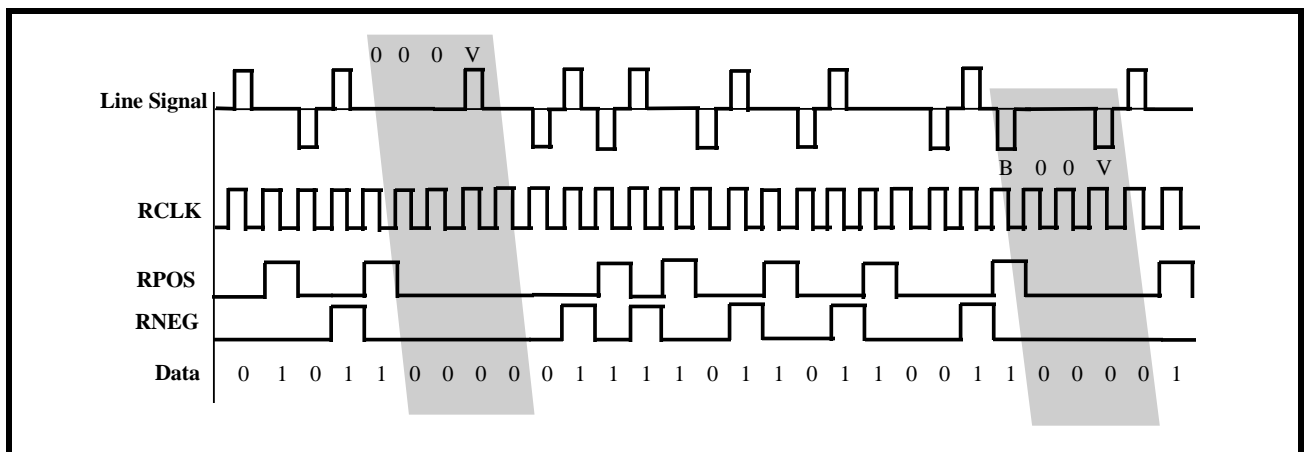 0 0 0 V
Line Signal
B 0 0 V
RCLK
RPOS
RNEG
Data 0 1 0 1 1 0 0 0 0 0 1 1 1 1 0 1 1 0 1 1 0 0 1 1 0 0 0 0 1